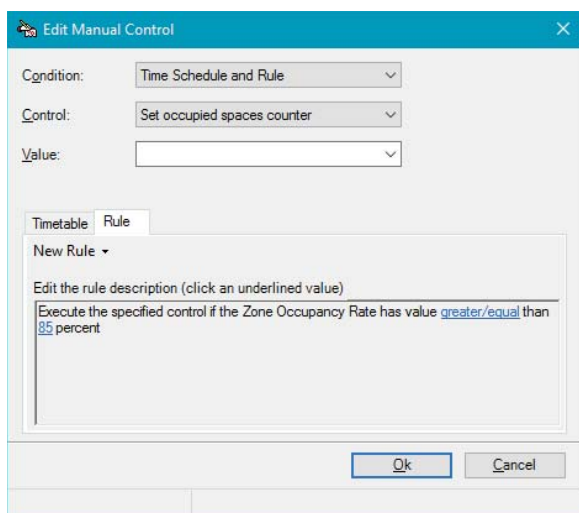 Edit Manual Control
Condition: Time Schedule and Rule
Control: Set occupied spaces counter
Value:
Timetable Rule
New Rule
Edit the rule description (click an underlined value)
Execute the specified control if the Zone Occupancy Rate has value greater/equal than
85 percent
Ok Cancel